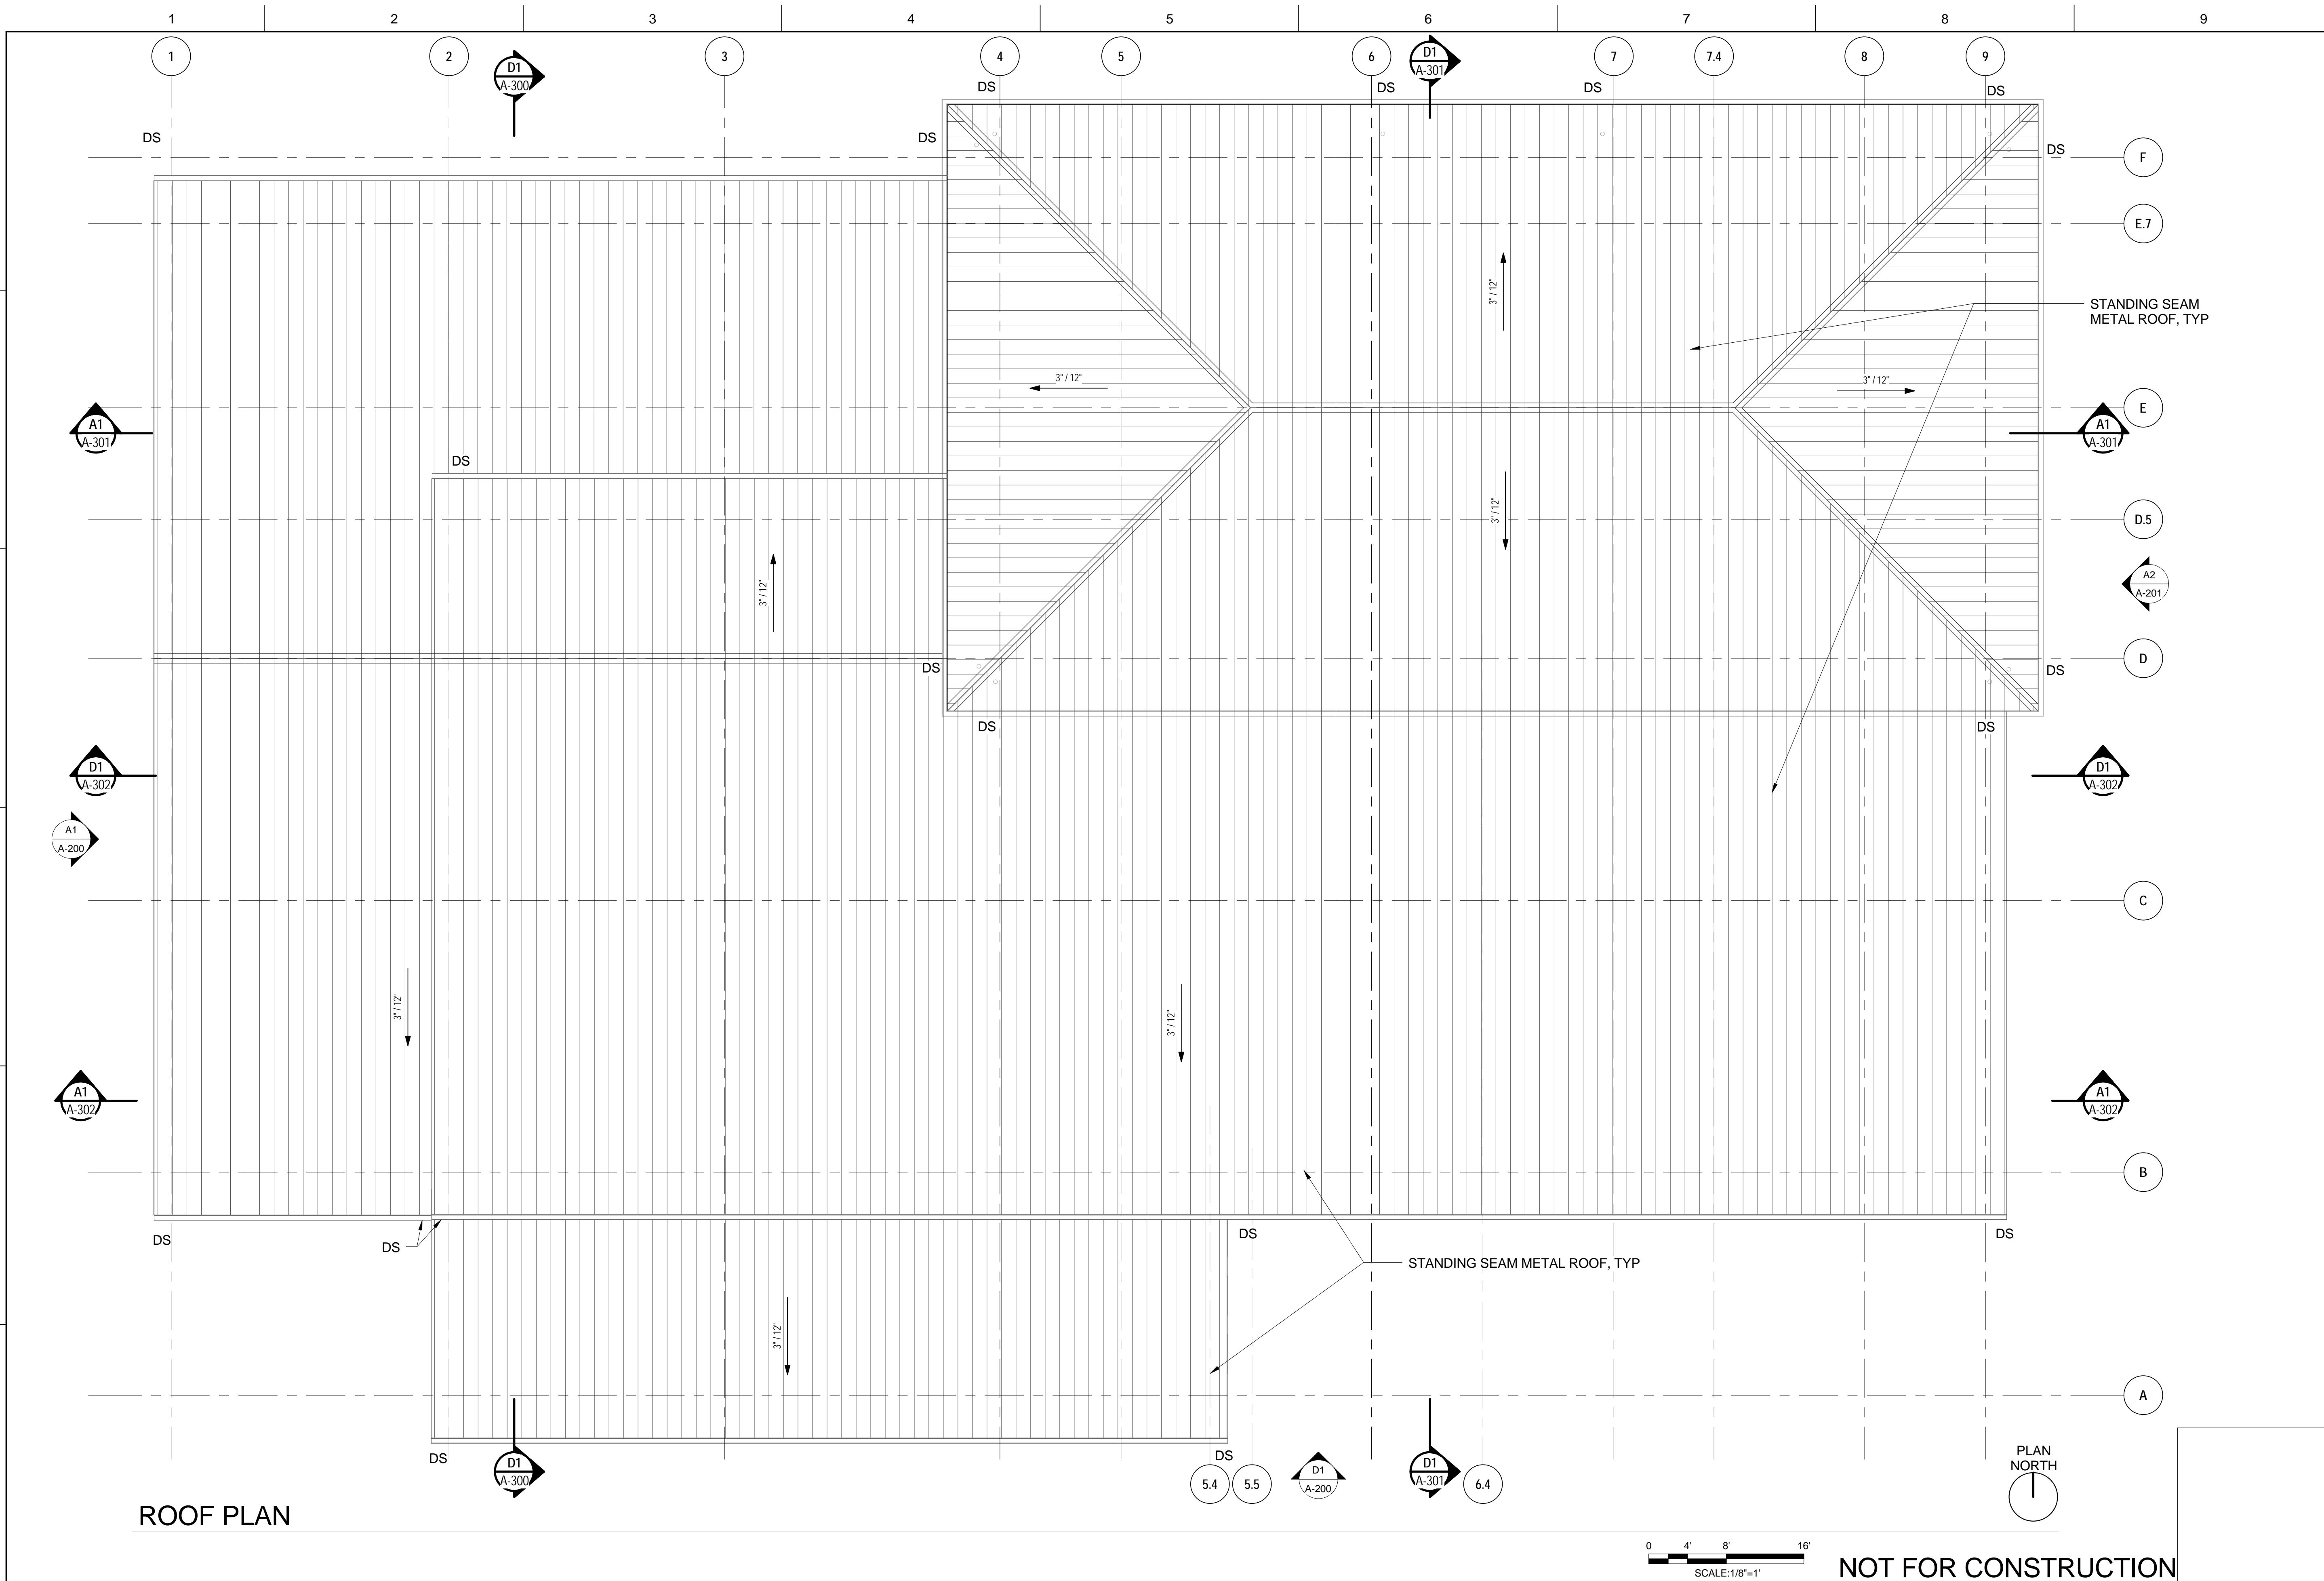 1 2 3 4 5 6 7 8 9
1 2 3 4 5 6 7 7.4 8 9
D1
A-300
D1
A-301
DS DS DS DS
DS DS DS
F
E.7
3" / 12"
STANDING SEAM
METAL ROOF, TYP
3" / 12" 3" / 12"
E
A1
A-301
A1
A-301
DS
3" / 12"
D.5
3" / 12"
A2
A-201
D
DS DS
DS DS
D1
A-302
D1
A-302
A1
A-200
C
3" / 12" 3" / 12"
A1
A-302
A1
A-302
B
DS DS DS DS
STANDING SEAM METAL ROOF, TYP
3" / 12"
A
DS DS
D1
A-300
5.4 5.5
D1
A-200
D1
A-301
6.4
PLAN
NORTH
ROOF PLAN
0 4' 8' 16'
SCALE:1/8"=1'
NOT FOR CONSTRUCTION